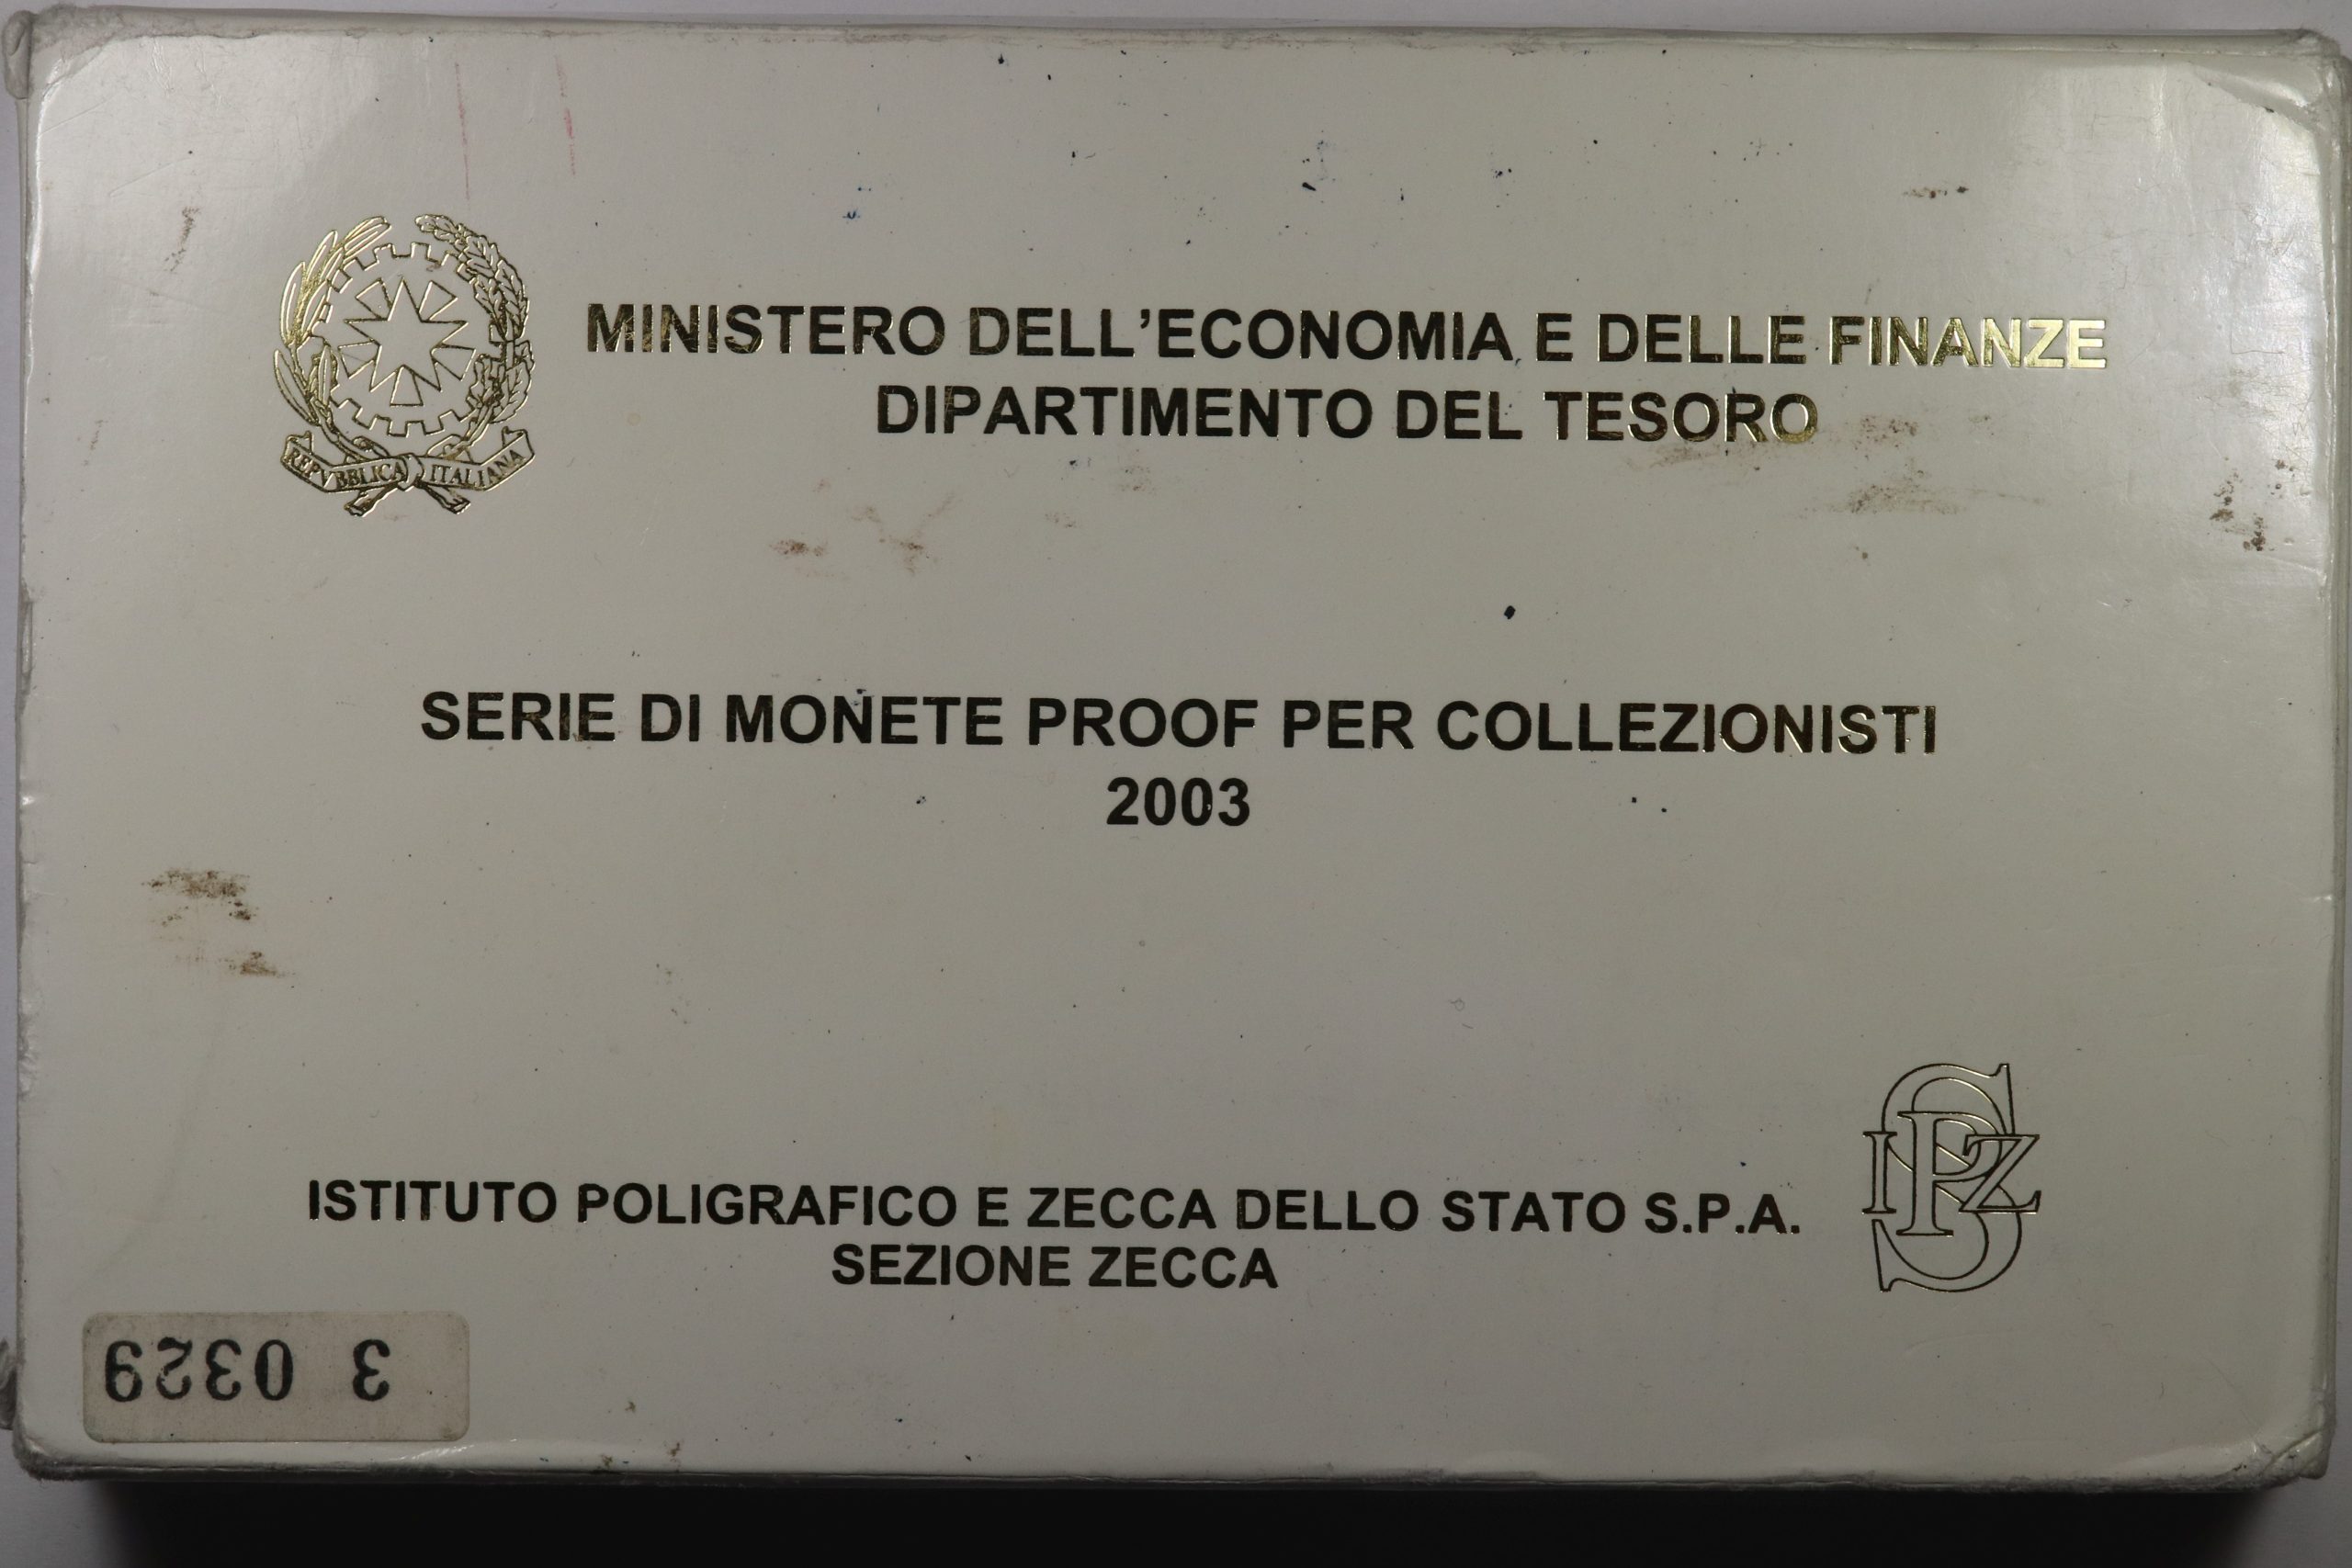 REPVBBLICA ITALIANA
MINISTERO DELL'ECONOMIA E DELLE FINANZE
DIPARTIMENTO DEL TESORO
SERIE DI MONETE PROOF PER COLLEZIONISTI
2003
ISTITUTO POLIGRAFICO E ZECCA DELLO STATO S.P.A.
SEZIONE ZECCA
IPZS
3 0329